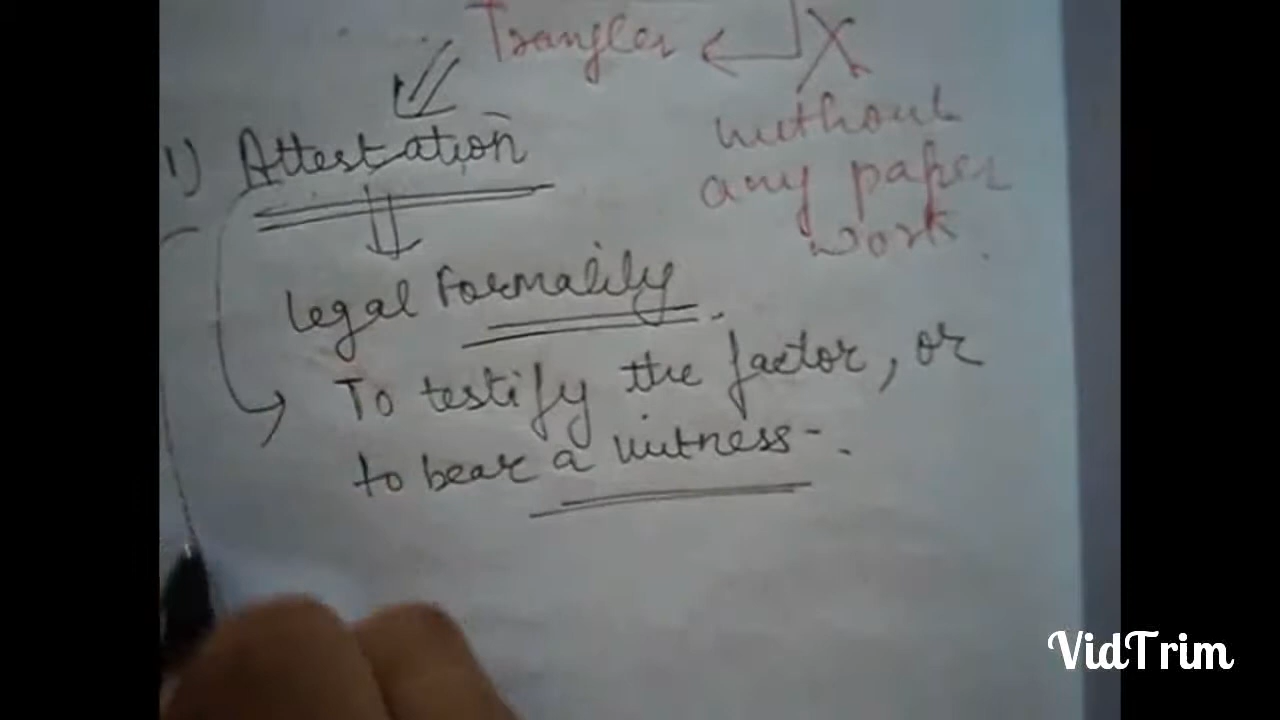 Transfer
X
without
any paper
work.
1) Attestation
legal formality.
To testify the factor, or
to bear a witness-.
VidTrim